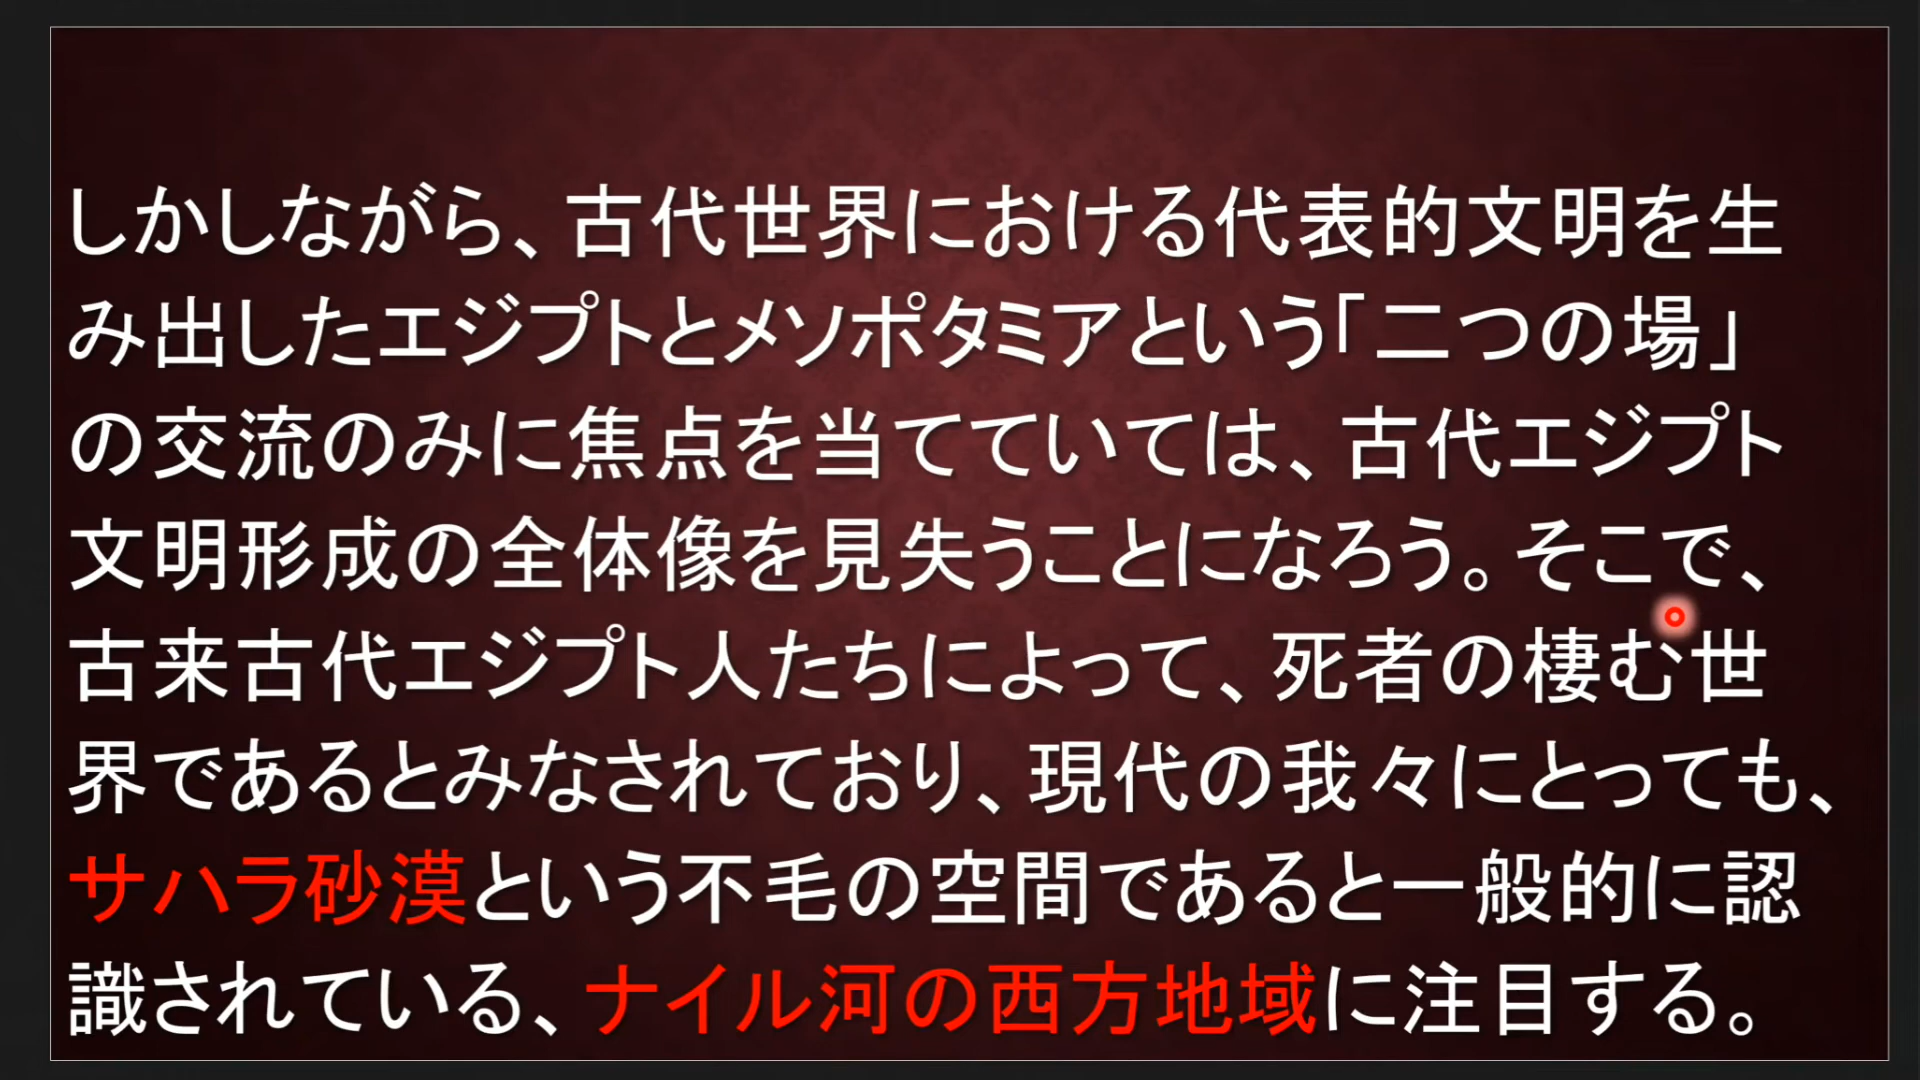 しかしながら、古代世界における代表的文明を生
み出したエジプトとメソポタミアという「二つの場」
の交流のみに焦点を当てていては、古代エジプト
文明形成の全体像を見失うことになろう。そこで、
古来古代エジプト人たちによって、死者の棲む世
界であるとみなされており、現代の我々にとっても、
サハラ砂漠という不毛の空間であると一般的に認
識されている、ナイル河の西方地域に注目する。